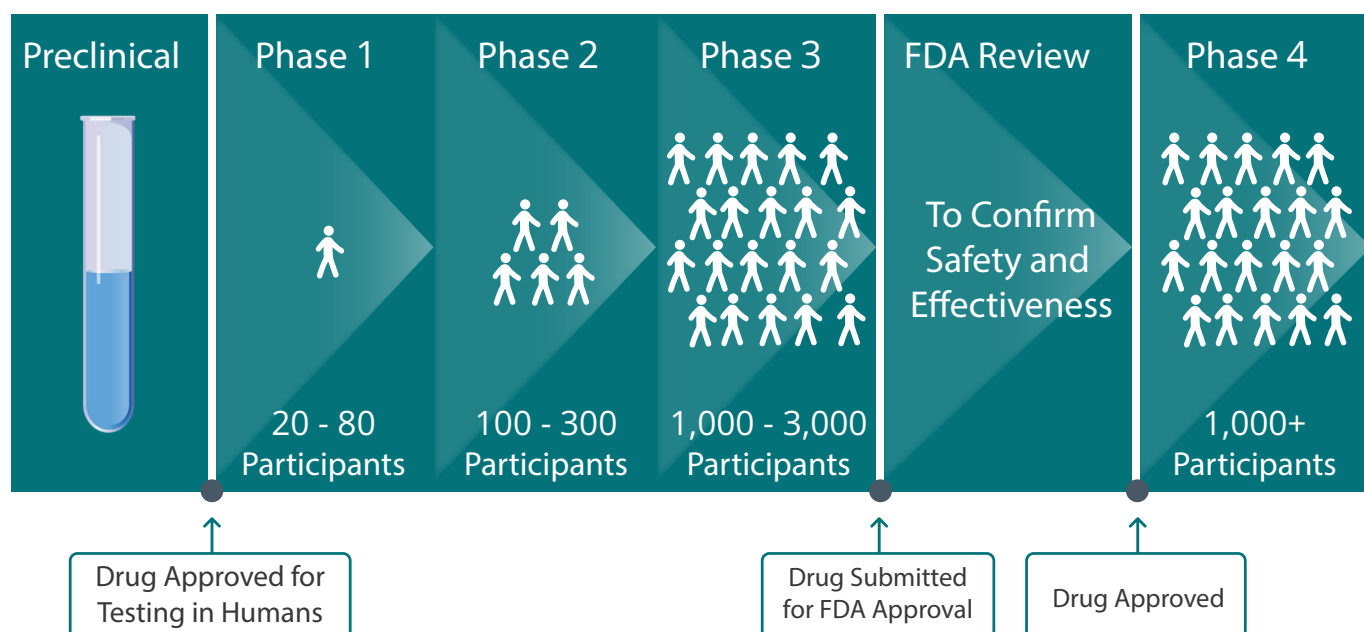 Preclinical
Phase 1
Phase 2
Phase 3
FDA Review
Phase 4
To Confirm
Safety and
Effectiveness
20 - 80
Participants
100 - 300
Participants
1,000 - 3,000
Participants
1,000+
Participants
Drug Approved for
Testing in Humans
Drug Submitted
for FDA Approval
Drug Approved